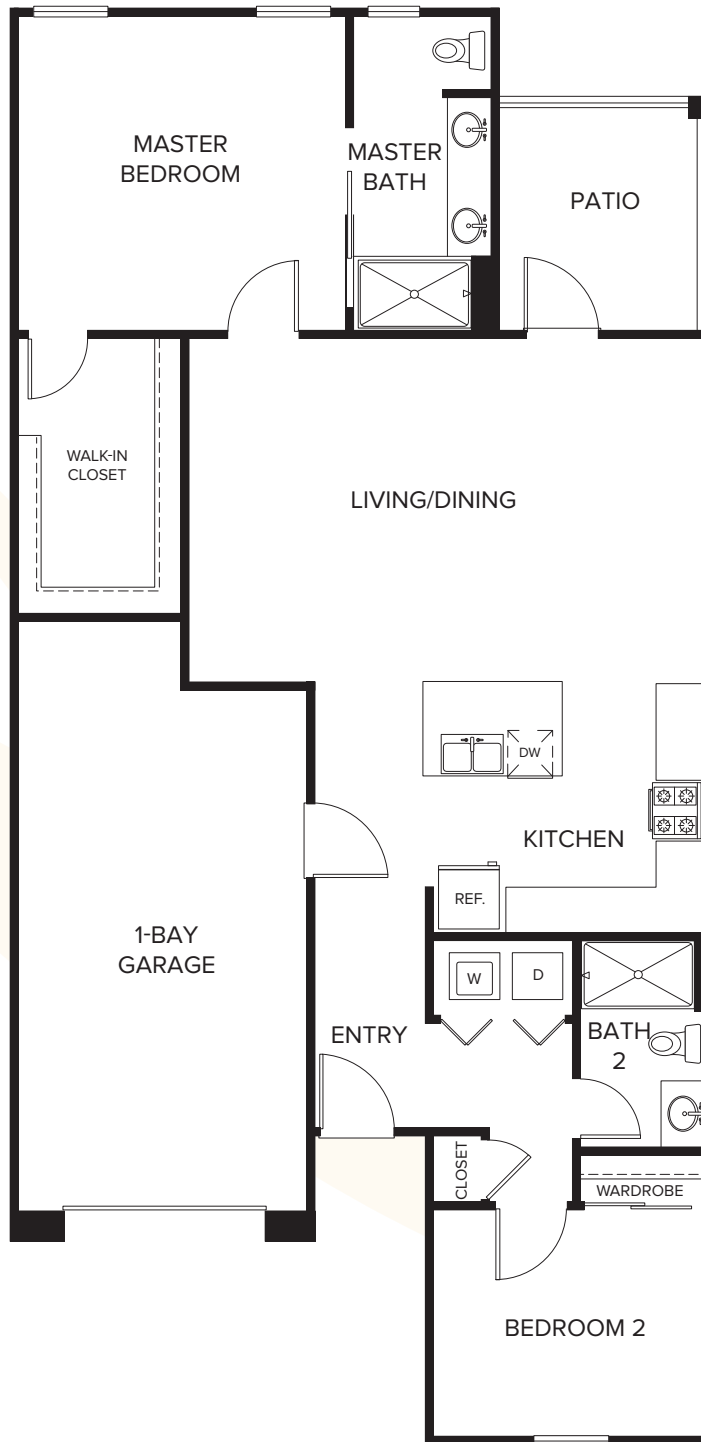 MASTER
BEDROOM
MASTER
BATH
PATIO
WALK-IN
CLOSET
LIVING/DINING
DW
KITCHEN
REF.
1-BAY
GARAGE
W
D
ENTRY
BATH
2
CLOSET
WARDROBE
BEDROOM 2